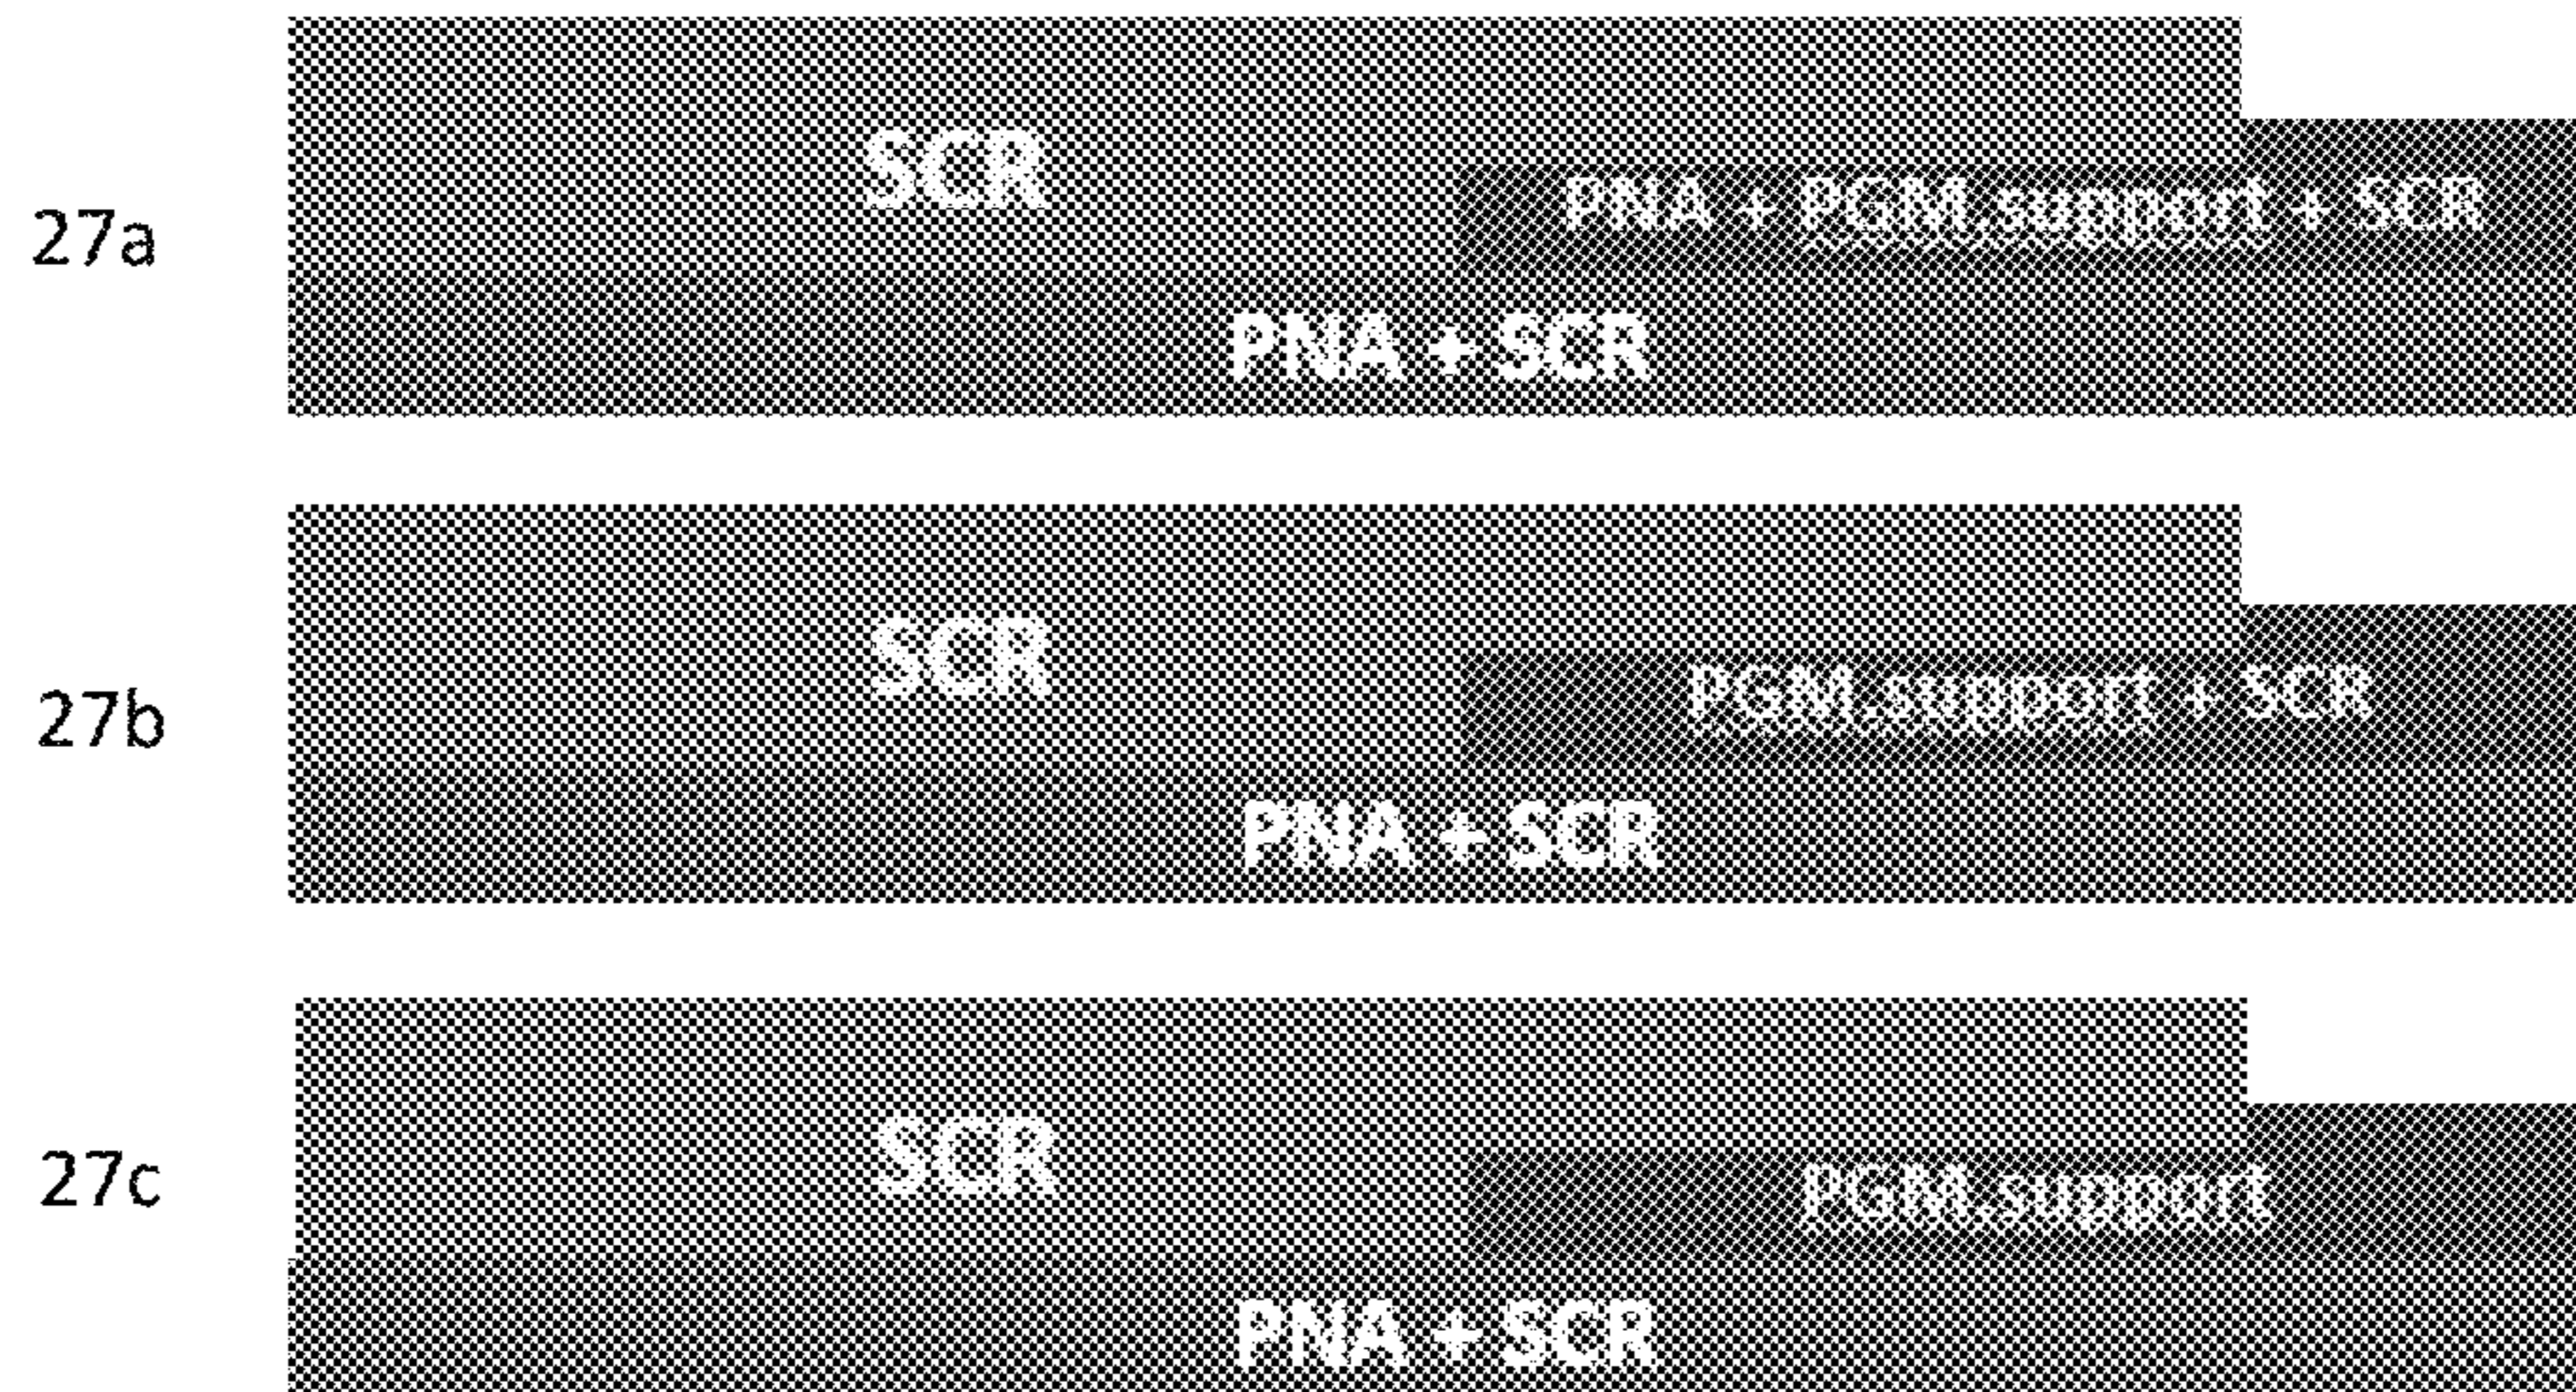 27a
SCR
PNA + PGM.support + SCR
PNA + SCR
27b
SCR
PGM.support + SCR
PNA + SCR
27c
SCR
PGM.support
PNA + SCR